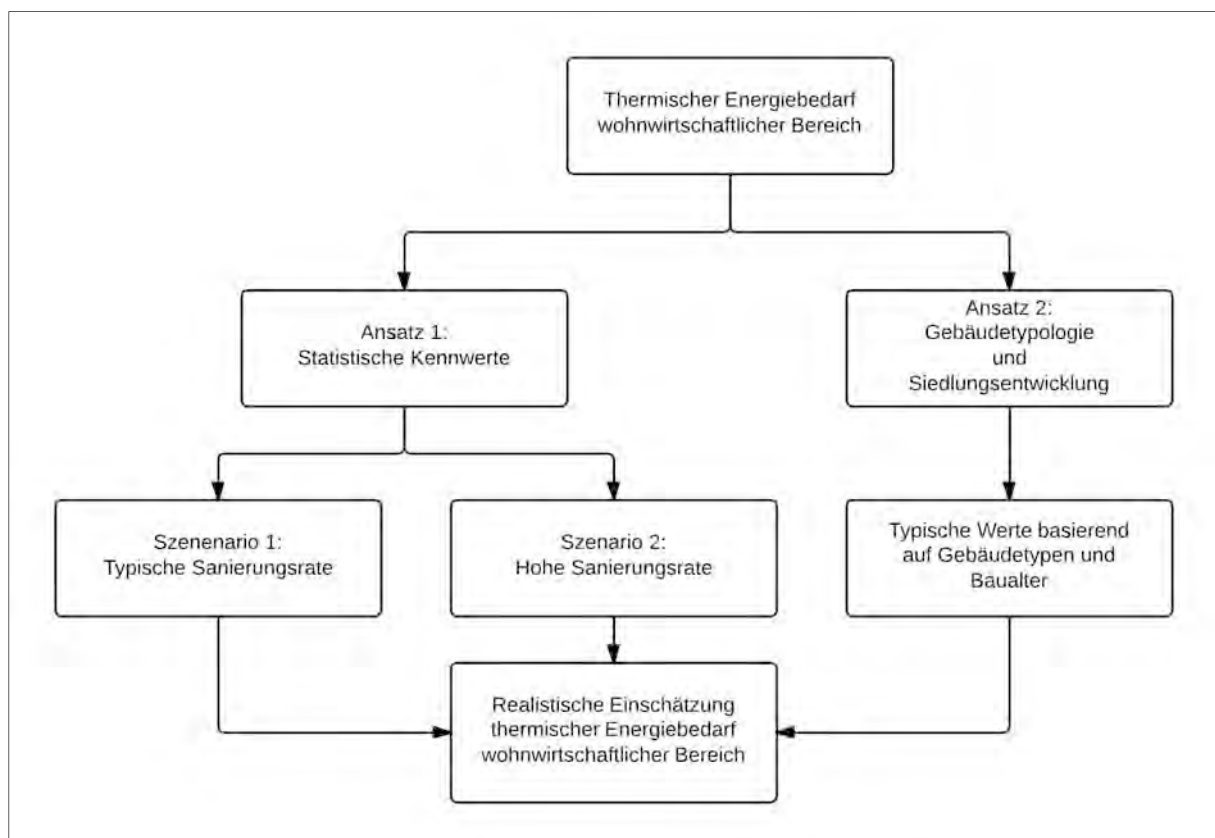 Thermischer Energiebedarf
wohnwirtschaftlicher Bereich
Ansatz 1:
Statistische Kennwerte
Ansatz 2:
Gebäudetypologie
und
Siedlungsentwicklung
Szenenario 1:
Typische Sanierungsrate
Szenario 2:
Hohe Sanierungsrate
Typische Werte basierend
auf Gebäudetypen und
Baualter
Realistische Einschätzung
thermischer Energiebedarf
wohnwirtschaftlicher Bereich